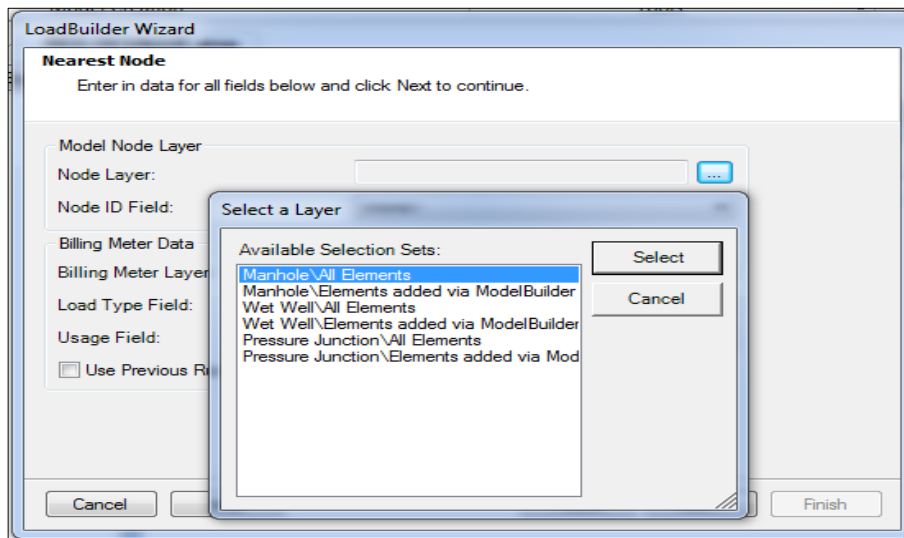 LoadBuilder Wizard
Nearest Node
Enter in data for all fields below and click Next to continue.
Model Node Layer
Node Layer:
...
Node ID Field:
Select a Layer
Billing Meter Data
Billing Meter Layer
Load Type Field:
Usage Field:
Use Previous
Available Selection Sets:
Manhole\All Elements
Manhole\Elements added via ModelBuilder
Wet Well\All Elements
Wet Well\Elements added via ModelBuilder
Pressure Junction\All Elements
Pressure Junction\Elements added via Mod
Select
Cancel
Cancel
Finish